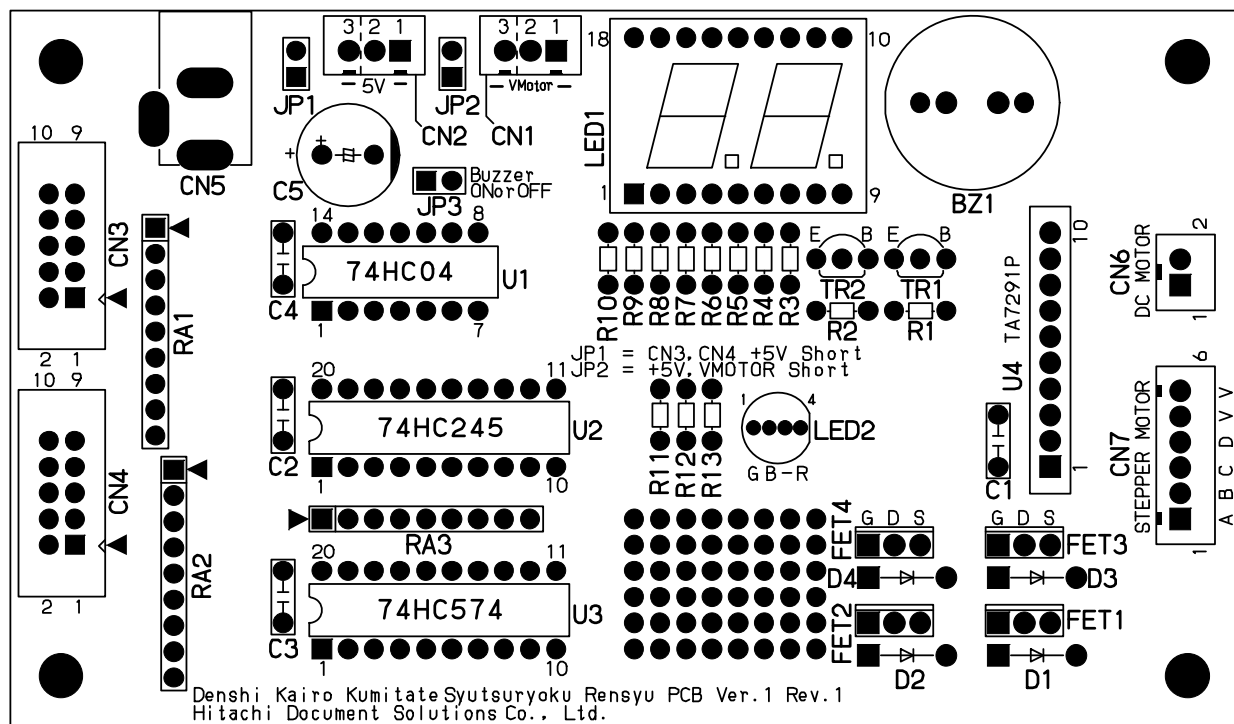 3 2 1
5V
JP1
CN2
3 2 1
VMotor
JP2
CN1
18
10
LED1
1
9
BZ1
CN5
+ +
C5
Buzzer
ONorOFF
JP3
10 9
CN3
2 1
RA1
14
8
74HC04
U1
C4
1
7
R10
R9
R8
R7
R6
R5
R4
R3
E B
TR2
R2
E B
TR1
R1
10
TA7291P
U4
1
2
CN6
DC MOTOR
1
JP1 = CN3, CN4 +5V Short
JP2 = +5V, VMOTOR Short
10 9
CN4
2 1
RA2
20
11
74HC245
U2
C2
1
10
R11
R12
R13
1 4
LED2
G B-R
C1
6
CN7
STEPPER MOTOR
A B C D V V
1
RA3
20
11
74HC574
U3
C3
1
10
FET4
G D S
D4
G D S
FET3
D3
FET2
D2
FET1
D1
Denshi Kairo Kumitate Syutsuryoku Rensyu PCB Ver.1 Rev.1
Hitachi Document Solutions Co., Ltd.